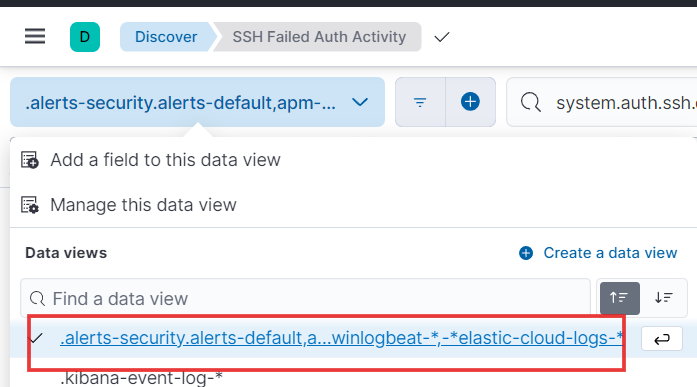 D Discover SSH Failed Auth Activity
.alerts-security.alerts-default,apm-... system.auth.ssh.
Add a field to this data view
Manage this data view
Data views Create a data view
Find a data view
.alerts-security.alerts-default,a...winlogbeat-*,-*elastic-cloud-logs-*
.kibana-event-log-*